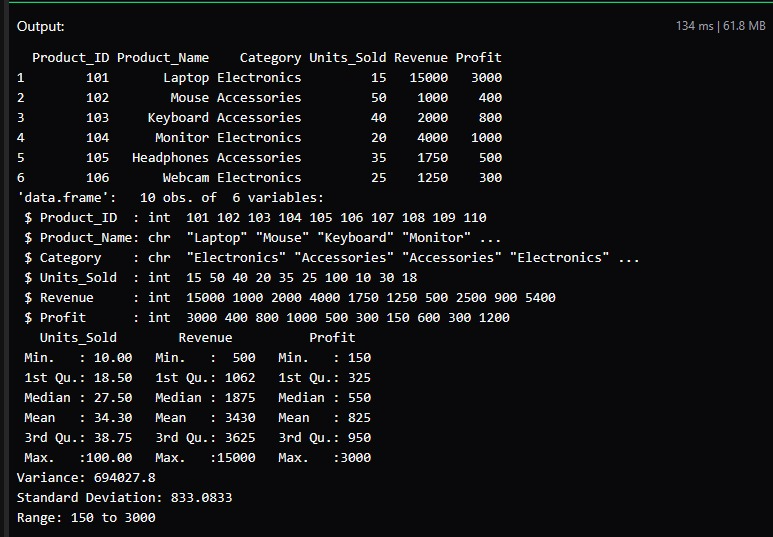 Output:
134 ms | 61.8 MB
  Product_ID Product_Name    Category Units_Sold Revenue Profit
1        101       Laptop Electronics         15   15000   3000
2        102        Mouse Accessories         50    1000    400
3        103     Keyboard Accessories         40    2000    800
4        104      Monitor Electronics         20    4000   1000
5        105   Headphones Accessories         35    1750    500
6        106       Webcam Electronics         25    1250    300
'data.frame':   10 obs. of  6 variables:
 $ Product_ID  : int  101 102 103 104 105 106 107 108 109 110
 $ Product_Name: chr  "Laptop" "Mouse" "Keyboard" "Monitor" ...
 $ Category    : chr  "Electronics" "Accessories" "Accessories" "Electronics" ...
 $ Units_Sold  : int  15 50 40 20 35 25 100 10 30 18
 $ Revenue     : int  15000 1000 2000 4000 1750 1250 500 2500 900 5400
 $ Profit      : int  3000 400 800 1000 500 300 150 600 300 1200
   Units_Sold        Revenue          Profit
 Min.   : 10.00   Min.   :  500   Min.   : 150
 1st Qu.: 18.50   1st Qu.: 1062   1st Qu.: 325
 Median : 27.50   Median : 1875   Median : 550
 Mean   : 34.30   Mean   : 3430   Mean   : 825
 3rd Qu.: 38.75   3rd Qu.: 3625   3rd Qu.: 950
 Max.   :100.00   Max.   :15000   Max.   :3000
Variance: 694027.8
Standard Deviation: 833.0833
Range: 150 to 3000